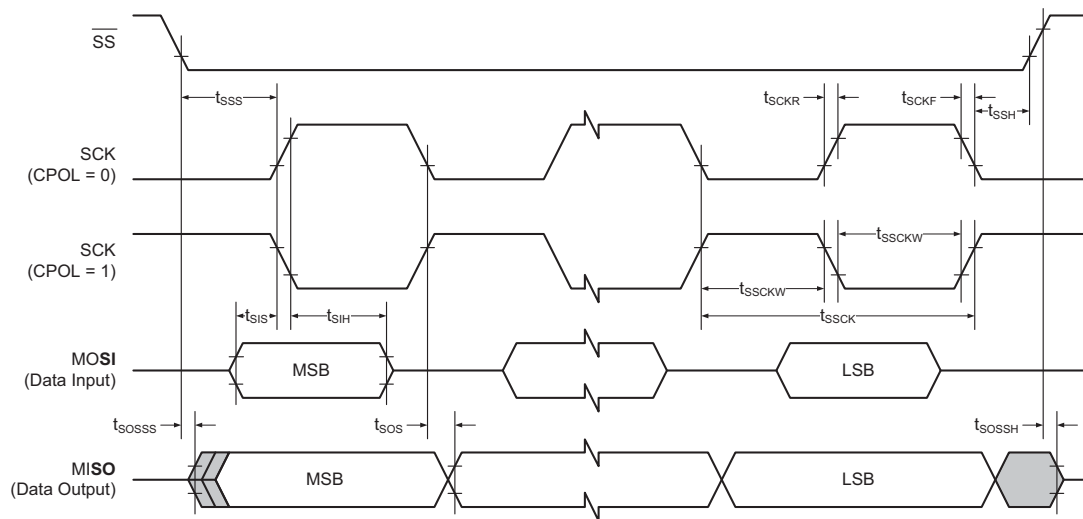 SS
tSSS
tSCKR
tSCKF
tSSH
SCK
(CPOL = 0)
SCK
(CPOL = 1)
tSSCKW
tSSCKW
tSIS
tSIH
tSSCK
MOSI
(Data Input)
MSB
LSB
tSOSSS
tSOS
tSOSSH
MISO
(Data Output)
MSB
LSB